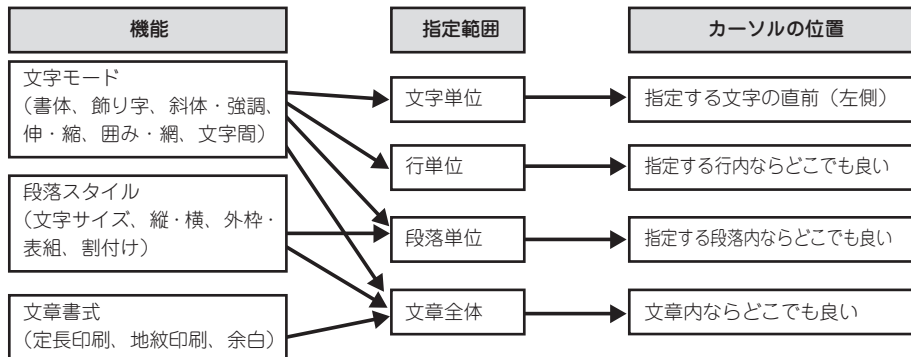 機能
指定範囲
カーソルの位置
文字モード
（書体、飾り字、斜体・強調、
伸・縮、囲み・網、文字間）
文字単位
指定する文字の直前（左側）
行単位
指定する行内ならどこでも良い
段落スタイル
（文字サイズ、縦・横、外枠・
表組、割付け）
段落単位
指定する段落内ならどこでも良い
文章書式
（定長印刷、地紋印刷、余白）
文章全体
文章内ならどこでも良い